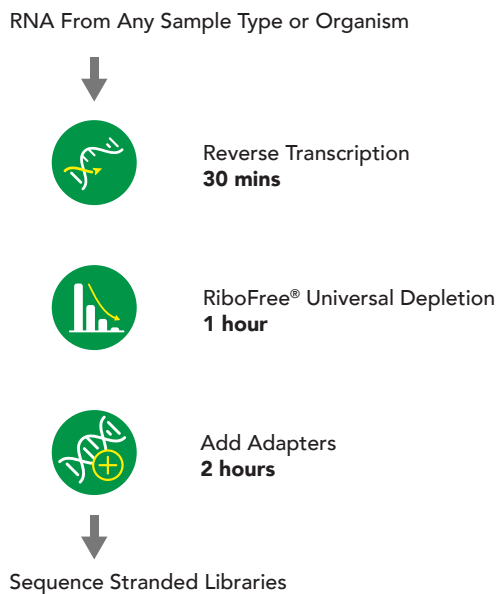 RNA From Any Sample Type or Organism
Reverse Transcription
30 mins
RiboFree® Universal Depletion
1 hour
Add Adapters
2 hours
Sequence Stranded Libraries